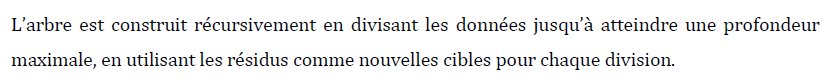 L’arbre est construit récursivement en divisant les données jusqu’à atteindre une profondeur
maximale, en utilisant les résidus comme nouvelles cibles pour chaque division.